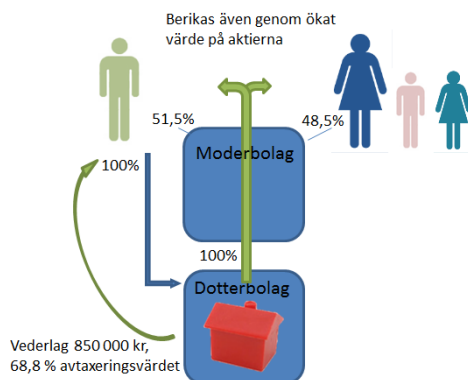 Berikas även genom ökat
värde på aktierna
51,5%
48,5%
Moderbolag
100%
100%
Dotterbolag
Vederlag 850 000 kr,
68,8 % avtaxeringsvärdet